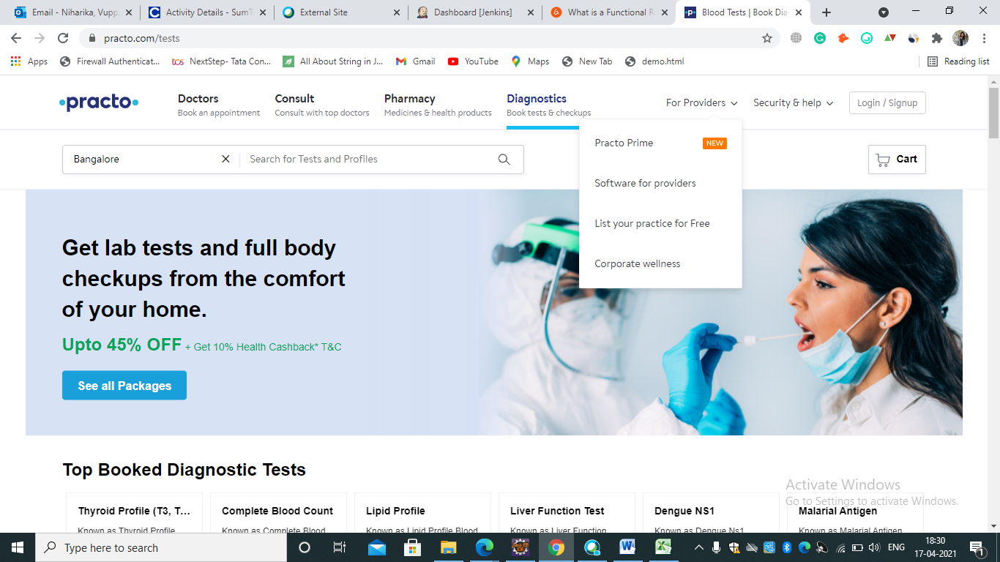 Email - Niharika, Vupp
Activity Details - SumT
External Site
Dashboard [Jenkins]
What is a Functional R
Blood Tests | Book Dia
practo.com/tests
Apps
Firewall Authenticat...
tcs NextStep- Tata Con...
All About String in J...
Gmail
YouTube
Maps
New Tab
demo.html
Reading list
practo
Doctors
Book an appointment
Consult
Consult with top doctors
Pharmacy
Medicines & health products
Diagnostics
Book tests & checkups
For Providers
Security & help
Login / Signup
Practo Prime NEW
Software for providers
List your practice for Free
Corporate wellness
Bangalore
Search for Tests and Profiles
Cart
Get lab tests and full body
checkups from the comfort
of your home.
Upto 45% OFF + Get 10% Health Cashback* T&C
See all Packages
Top Booked Diagnostic Tests
Thyroid Profile (T3, T...
Known as Thyroid Profile
Complete Blood Count
Known as Complete Blood
Lipid Profile
Known as Lipid Profile Blood
Liver Function Test
Known as Liver Function
Dengue NS1
Known as Dengue Ns1
Malarial Antigen
Known as Malarial Antigen
Activate Windows
Go to Settings to activate Windows.
Type here to search
ENG
18:30
17-04-2021
1